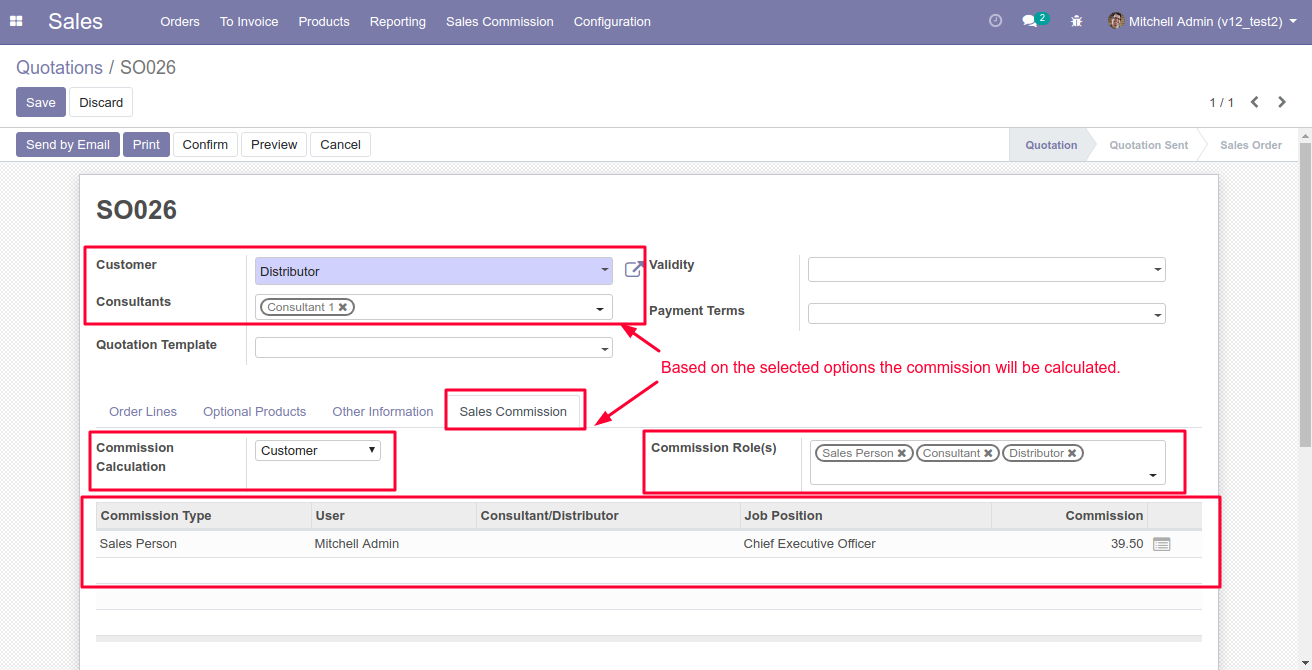 Sales Orders To Invoice Products Reporting Sales Commission Configuration 2 Mitchell Admin (v12_test2)
Quotations / SO026
Save Discard 1 / 1
Send by Email Print Confirm Preview Cancel Quotation Quotation Sent Sales Order
SO026
Customer Distributor Validity
Consultants Consultant 1 Payment Terms
Quotation Template
Based on the selected options the commission will be calculated.
Order Lines Optional Products Other Information Sales Commission
Commission Calculation Customer Commission Role(s) Sales Person Consultant Distributor
Commission Type User Consultant/Distributor Job Position Commission
Sales Person Mitchell Admin Chief Executive Officer 39.50